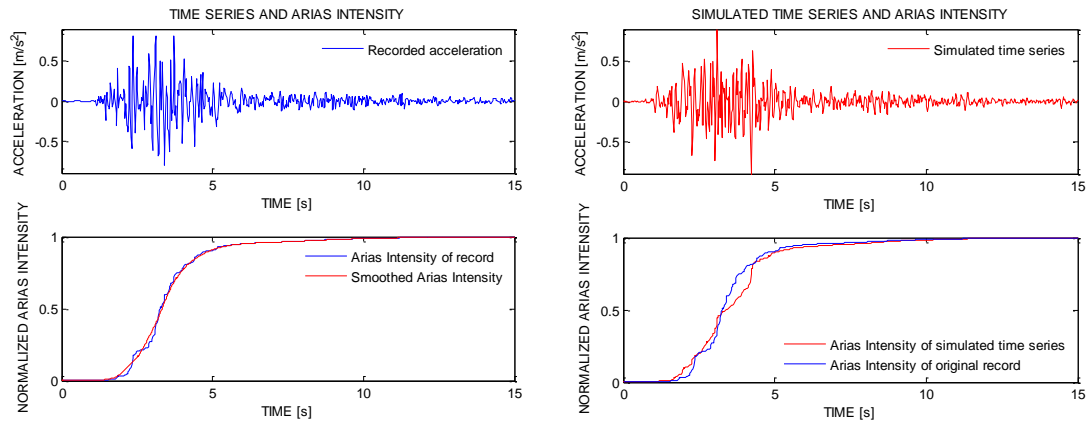 TIME SERIES AND ARIAS INTENSITY
ACCELERATION [m/s²]
0.5
0
-0.5
Recorded acceleration
0 5 10 15
TIME [s]
NORMALIZED ARIAS INTENSITY
1
0.5
0
Arias Intensity of record
Smoothed Arias Intensity
0 5 10 15
TIME [s]
SIMULATED TIME SERIES AND ARIAS INTENSITY
ACCELERATION [m/s²]
0.5
0
-0.5
Simulated time series
0 5 10 15
TIME [s]
NORMALIZED ARIAS INTENSITY
1
0.5
0
Arias Intensity of simulated time series
Arias Intensity of original record
0 5 10 15
TIME [s]